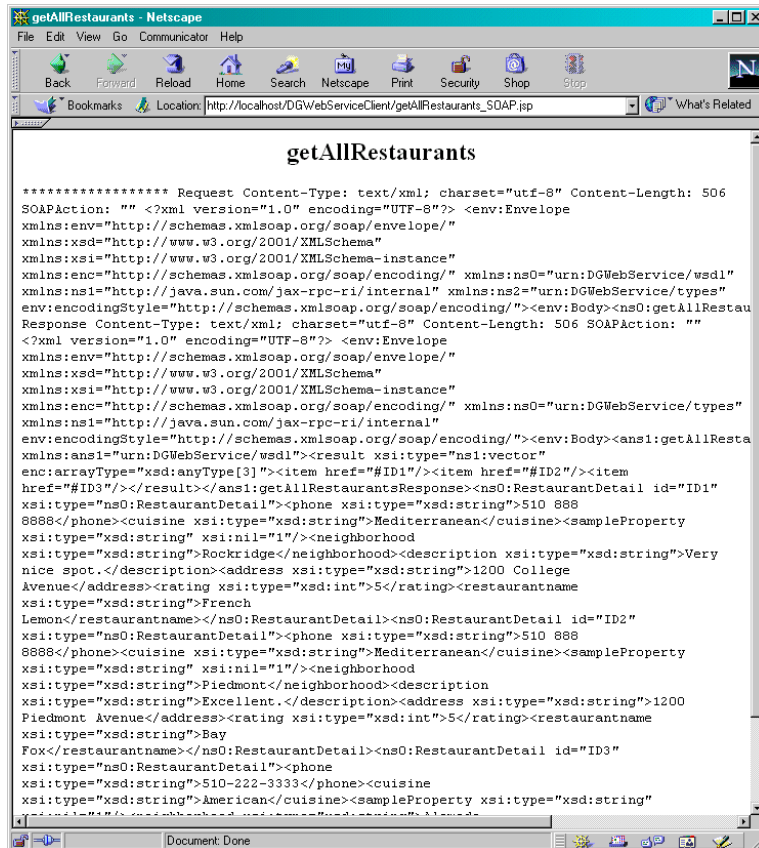 getAllRestaurants - Netscape
File Edit View Go Communicator Help
Back Forward Reload Home Search Netscape Print Security Shop Stop
Bookmarks Location: http://localhost/DGWebServiceClient/getAllRestaurants_SOAP.jsp What's Related
getAllRestaurants
****************** Request Content-Type: text/xml; charset="utf-8" Content-Length: 506
SOAPAction: "" <?xml version="1.0" encoding="UTF-8"?> <env:Envelope
xmlns:env="http://schemas.xmlsoap.org/soap/envelope/"
xmlns:xsd="http://www.w3.org/2001/XMLSchema"
xmlns:xsi="http://www.w3.org/2001/XMLSchema-instance"
xmlns:enc="http://schemas.xmlsoap.org/soap/encoding/" xmlns:ns0="urn:DGWebService/wsdl"
xmlns:ns1="http://java.sun.com/jax-rpc-ri/internal" xmlns:ns2="urn:DGWebService/types"
env:encodingStyle="http://schemas.xmlsoap.org/soap/encoding/"><env:Body><ns0:getAllRestau
Response Content-Type: text/xml; charset="utf-8" Content-Length: 506 SOAPAction: ""
<?xml version="1.0" encoding="UTF-8"?> <env:Envelope
xmlns:env="http://schemas.xmlsoap.org/soap/envelope/"
xmlns:xsd="http://www.w3.org/2001/XMLSchema"
xmlns:xsi="http://www.w3.org/2001/XMLSchema-instance"
xmlns:enc="http://schemas.xmlsoap.org/soap/encoding/" xmlns:ns0="urn:DGWebService/types"
xmlns:ns1="http://java.sun.com/jax-rpc-ri/internal"
env:encodingStyle="http://schemas.xmlsoap.org/soap/encoding/"><env:Body><ans1:getAllResta
xmlns:ans1="urn:DGWebService/wsdl"><result xsi:type="ns1:vector"
enc:arrayType="xsd:anyType[3]"><item href="#ID1"/><item href="#ID2"/><item
href="#ID3"/></result></ans1:getAllRestaurantsResponse><ns0:RestaurantDetail id="ID1"
xsi:type="ns0:RestaurantDetail"><phone xsi:type="xsd:string">510 888
8888</phone><cuisine xsi:type="xsd:string">Mediterranean</cuisine><sampleProperty
xsi:type="xsd:string" xsi:nil="1"/><neighborhood
xsi:type="xsd:string">Rockridge</neighborhood><description xsi:type="xsd:string">Very
nice spot.</description><address xsi:type="xsd:string">1200 College
Avenue</address><rating xsi:type="xsd:int">5</rating><restaurantname
xsi:type="xsd:string">French
Lemon</restaurantname></ns0:RestaurantDetail><ns0:RestaurantDetail id="ID2"
xsi:type="ns0:RestaurantDetail"><phone xsi:type="xsd:string">510 888
8888</phone><cuisine xsi:type="xsd:string">Mediterranean</cuisine><sampleProperty
xsi:type="xsd:string" xsi:nil="1"/><neighborhood
xsi:type="xsd:string">Piedmont</neighborhood><description
xsi:type="xsd:string">Excellent.</description><address xsi:type="xsd:string">1200
Piedmont Avenue</address><rating xsi:type="xsd:int">5</rating><restaurantname
xsi:type="xsd:string">Bay
Fox</restaurantname></ns0:RestaurantDetail><ns0:RestaurantDetail id="ID3"
xsi:type="ns0:RestaurantDetail"><phone
xsi:type="xsd:string">510-222-3333</phone><cuisine
xsi:type="xsd:string">American</cuisine><sampleProperty xsi:type="xsd:string"
Document: Done